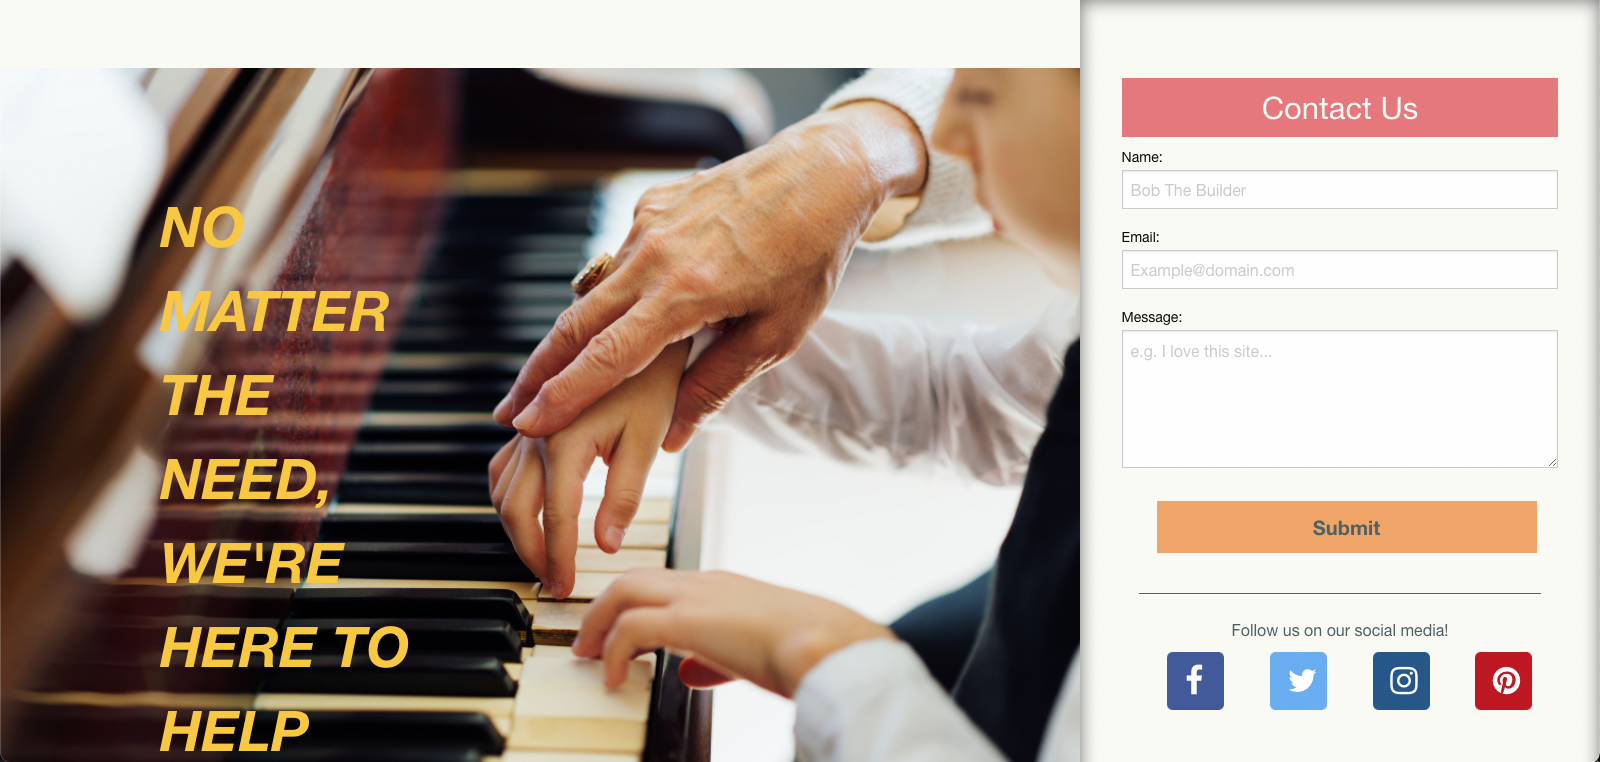 NO
MATTER
THE
NEED,
WE'RE
HERE TO
HELP
Contact Us
Name:
Bob The Builder
Email:
Example@domain.com
Message:
e.g. I love this site...
Submit
Follow us on our social media!